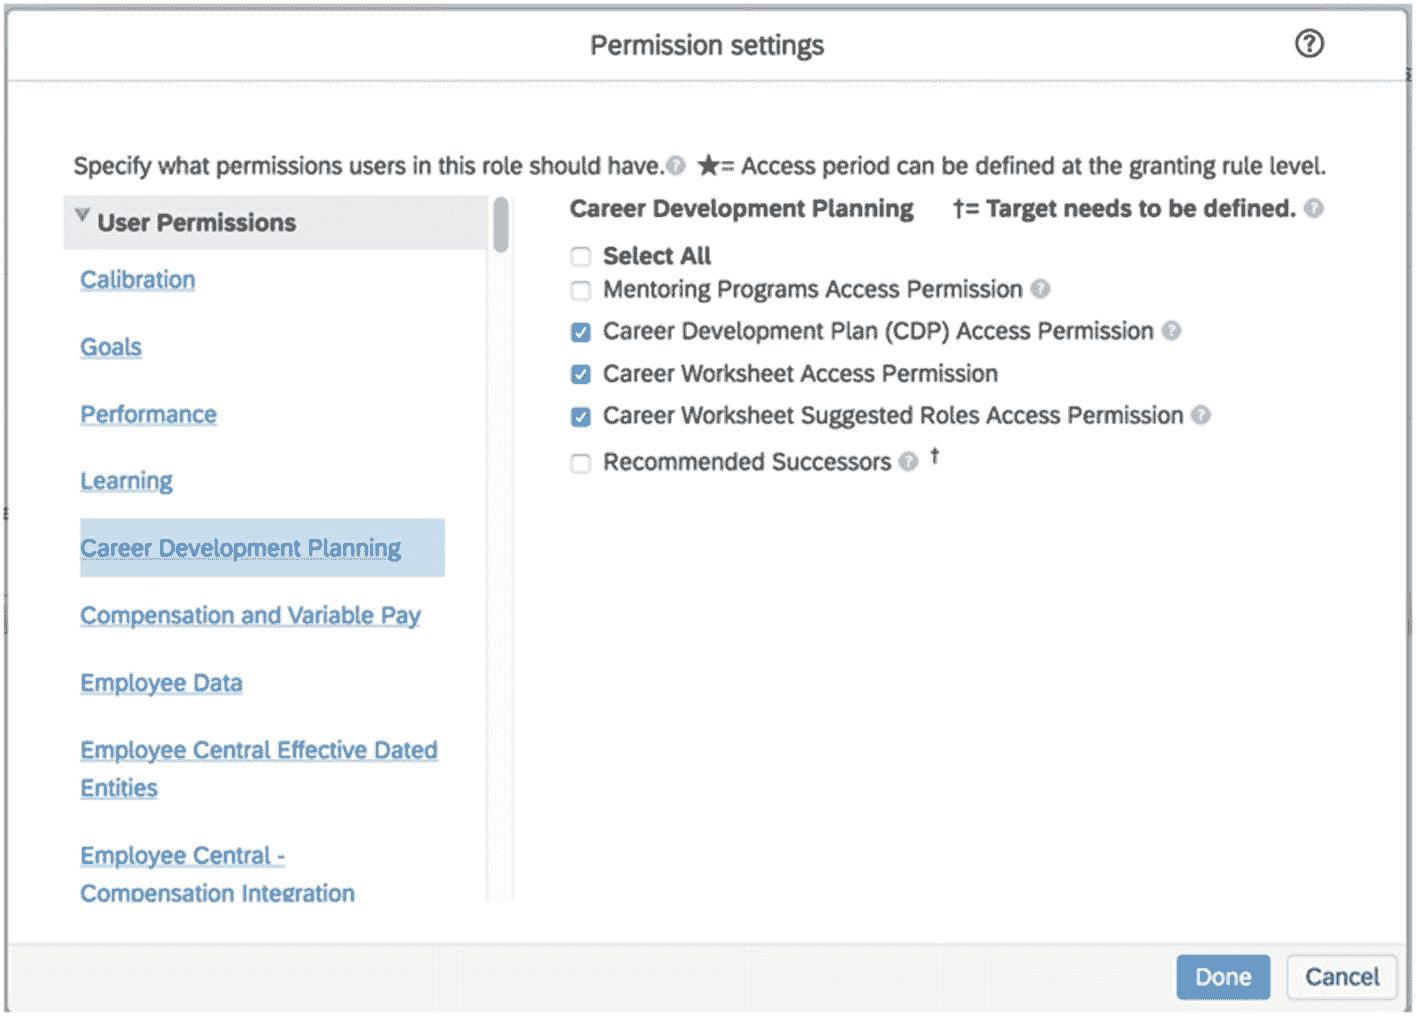 Permission settings
Specify what permissions users in this role should have. ★= Access period can be defined at the granting rule level.
User Permissions
Calibration
Goals
Performance
Learning
Career Development Planning
Compensation and Variable Pay
Employee Data
Employee Central Effective Dated
Entities
Employee Central -
Compensation Integration
Career Development Planning †= Target needs to be defined.
Select All
Mentoring Programs Access Permission
Career Development Plan (CDP) Access Permission
Career Worksheet Access Permission
Career Worksheet Suggested Roles Access Permission
Recommended Successors †
Done
Cancel